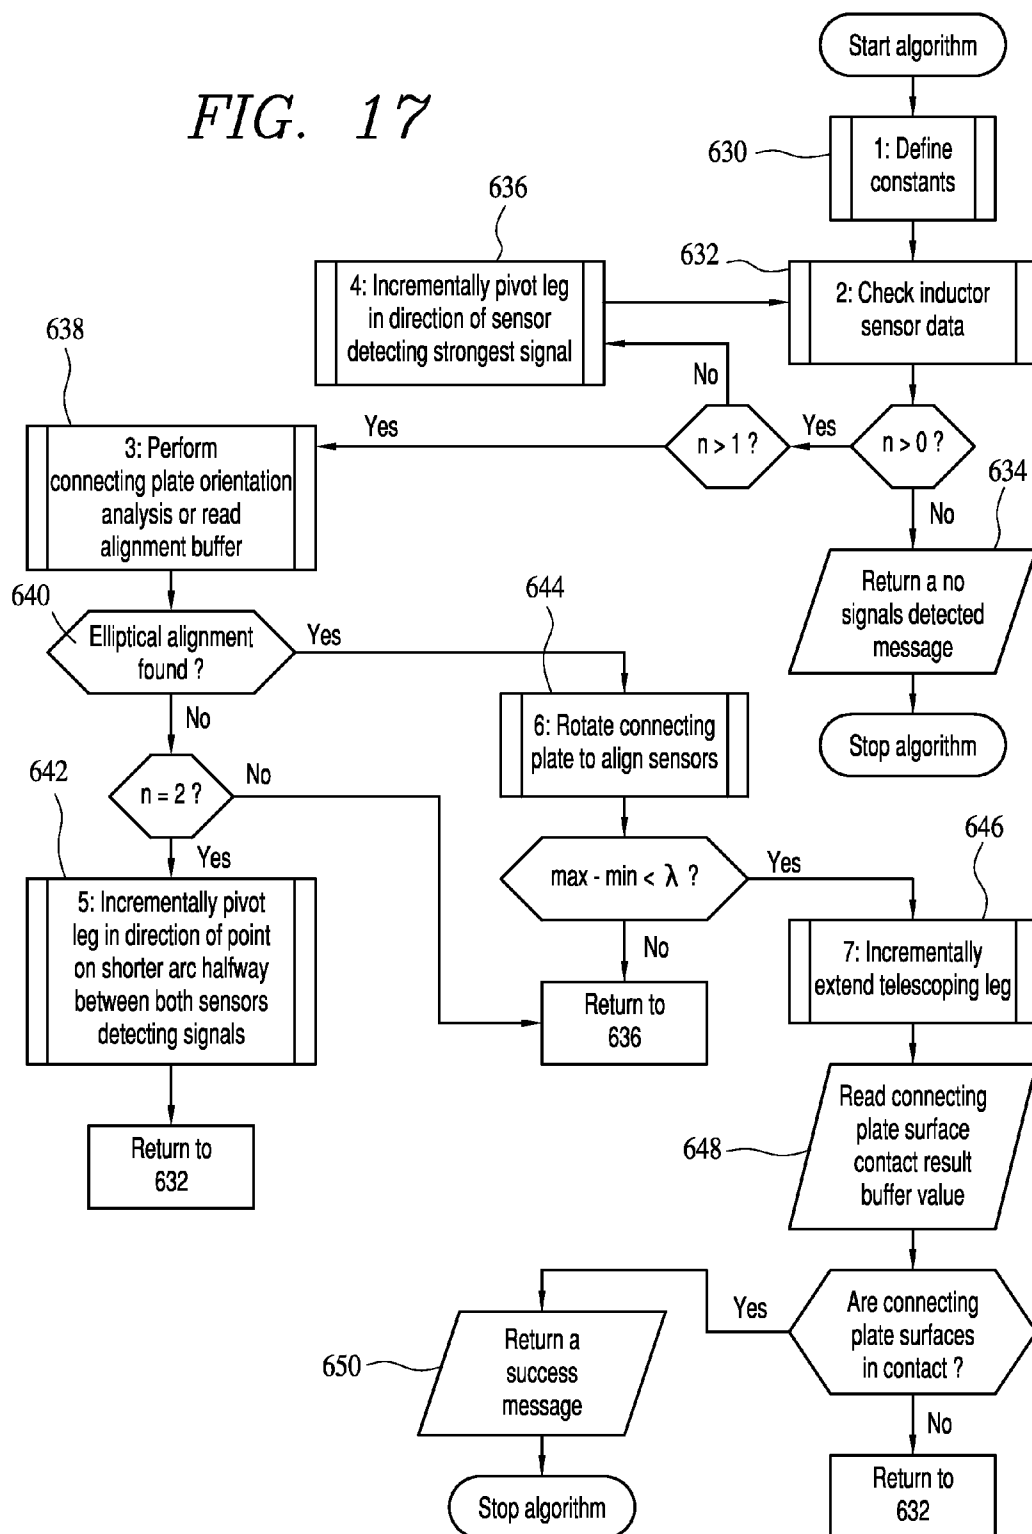 FIG. 17
Start algorithm
630
1: Define
constants
636
632
4: Incrementally pivot leg
in direction of sensor
detecting strongest signal
2: Check inductor
sensor data
638
No
Yes
n > 1 ?
Yes
n > 0 ?
3: Perform
connecting plate orientation
analysis or read
alignment buffer
634
No
Return a no
signals detected
message
Stop algorithm
640
Elliptical alignment
found ?
Yes
644
No
6: Rotate connecting
plate to align sensors
642
n = 2 ?
No
Yes
max - min < λ ?
Yes
646
5: Incrementally pivot
leg in direction of point
on shorter arc halfway
between both sensors
detecting signals
No
7: Incrementally
extend telescoping leg
Return to
636
Return to
632
648
Read connecting
plate surface
contact result
buffer value
Yes
Are connecting
plate surfaces
in contact ?
650
Return a
success
message
No
Stop algorithm
Return to
632